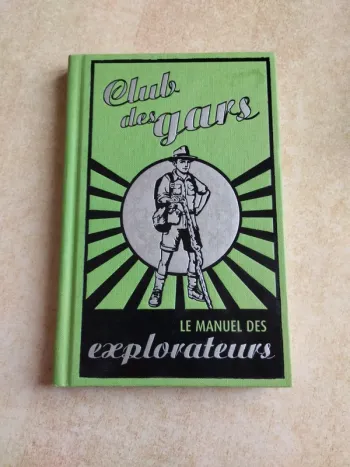 Club
des gars
LE MANUEL DES
explorateurs